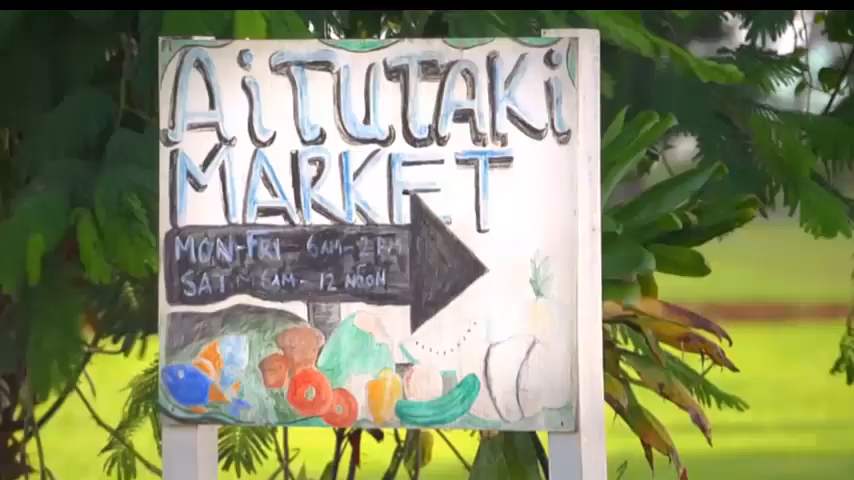 AiTUTAKi
MARKET
MON-FRI - 6AM-2PM
SAT 6AM- 12 NOON